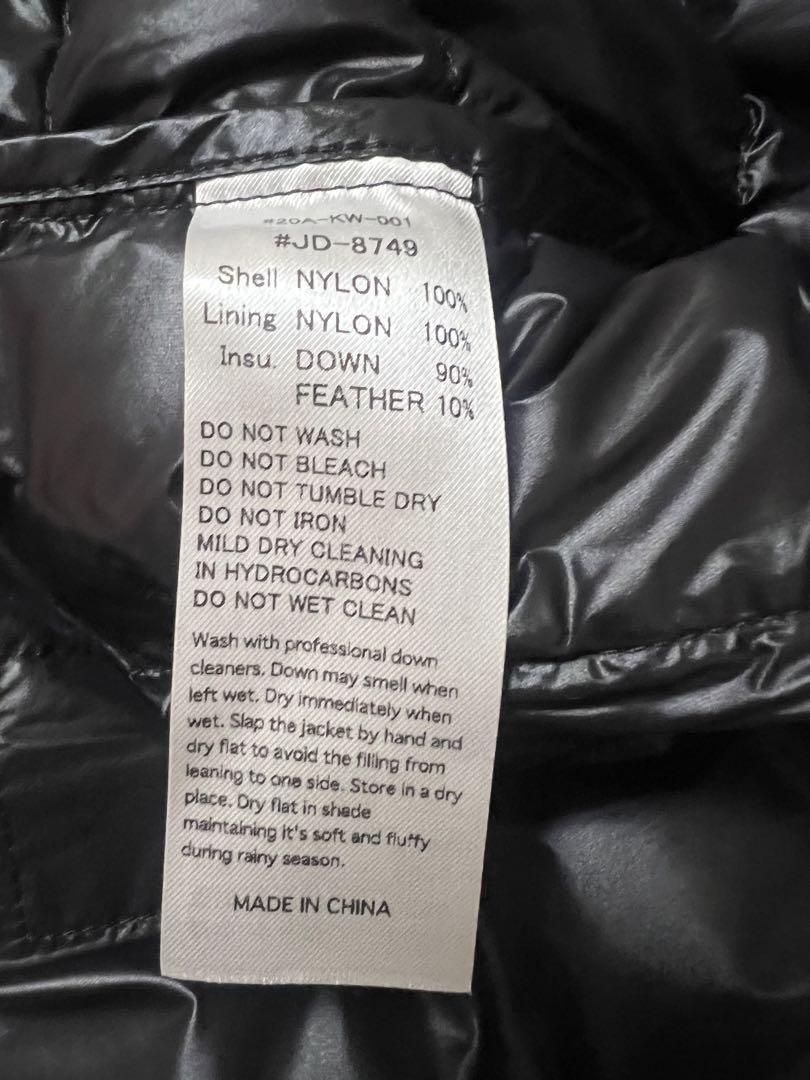 #20A-KW-001
#JD-8749
Shell NYLON 100%
Lining NYLON 100%
Insu. DOWN 90%
FEATHER 10%
DO NOT WASH
DO NOT BLEACH
DO NOT TUMBLE DRY
DO NOT IRON
MILD DRY CLEANING
IN HYDROCARBONS
DO NOT WET CLEAN
Wash with professional down
cleaners. Down may smell when
left wet. Dry immediately when
wet. Slap the jacket by hand and
dry flat to avoid the filling from
leaning to one side. Store in a dry
place. Dry flat in shade
maintaining it's soft and fluffy
during rainy season.
MADE IN CHINA